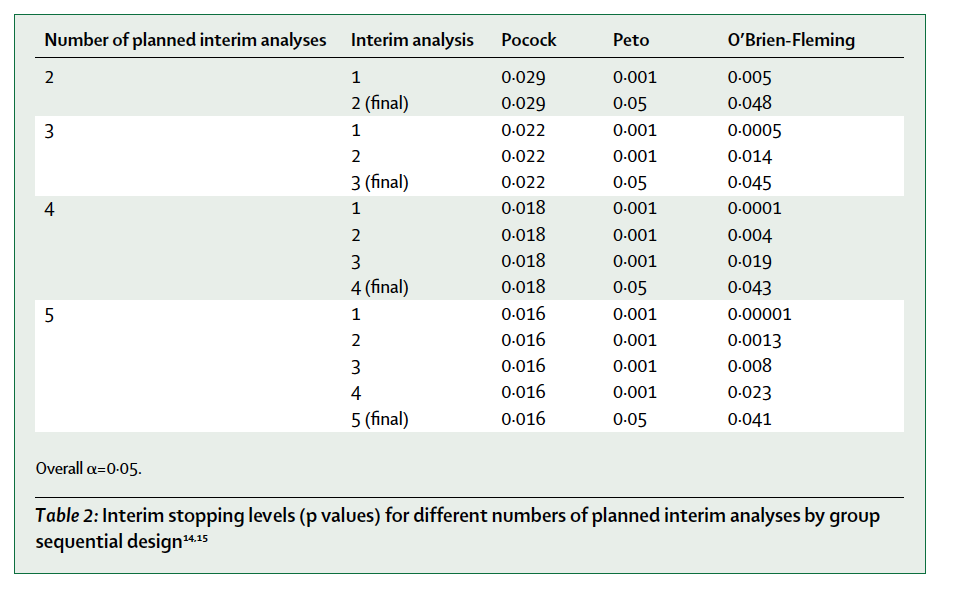 Number of planned interim analyses Interim analysis Pocock Peto O’Brien-Fleming
2 1 0·029 0·001 0·005
2 (final) 0·029 0·05 0·048
3 1 0·022 0·001 0·0005
2 0·022 0·001 0·014
3 (final) 0·022 0·05 0·045
4 1 0·018 0·001 0·0001
2 0·018 0·001 0·004
3 0·018 0·001 0·019
4 (final) 0·018 0·05 0·043
5 1 0·016 0·001 0·00001
2 0·016 0·001 0·0013
3 0·016 0·001 0·008
4 0·016 0·001 0·023
5 (final) 0·016 0·05 0·041
Overall α=0·05.
Table 2: Interim stopping levels (p values) for different numbers of planned interim analyses by group
sequential design¹⁴,¹⁵